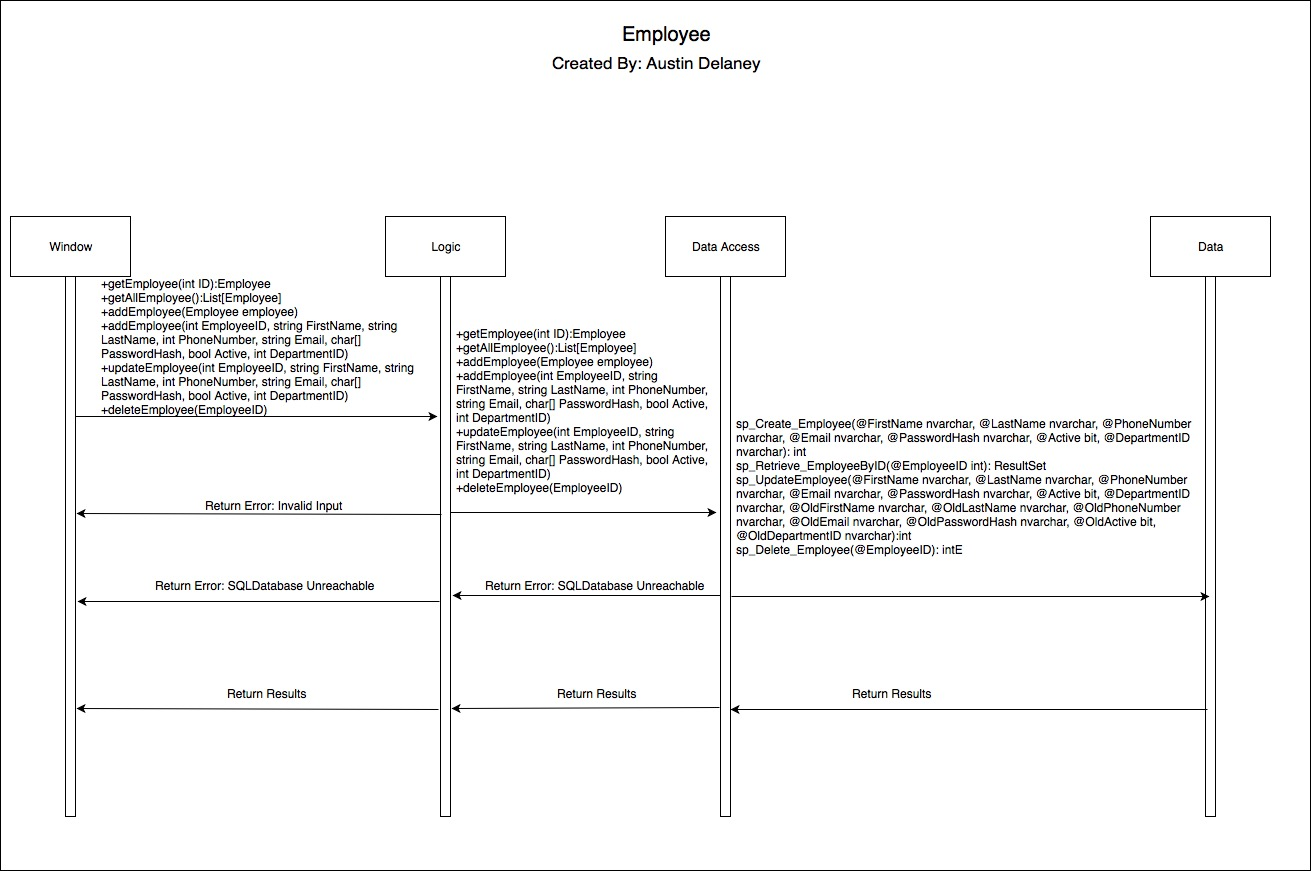 Employee
Created By: Austin Delaney
Window
Logic
Data Access
Data
+getEmployee(int ID):Employee
+getAllEmployee():List[Employee]
+addEmployee(Employee employee)
+addEmployee(int EmployeeID, string FirstName, string
LastName, int PhoneNumber, string Email, char[]
PasswordHash, bool Active, int DepartmentID)
+updateEmployee(int EmployeeID, string FirstName, string
LastName, int PhoneNumber, string Email, char[]
PasswordHash, bool Active, int DepartmentID)
+deleteEmployee(EmployeeID)
+getEmployee(int ID):Employee
+getAllEmployee():List[Employee]
+addEmployee(Employee employee)
+addEmployee(int EmployeeID, string
FirstName, string LastName, int PhoneNumber,
string Email, char[] PasswordHash, bool Active,
int DepartmentID)
+updateEmployee(int EmployeeID, string
FirstName, string LastName, int PhoneNumber,
string Email, char[] PasswordHash, bool Active,
int DepartmentID)
+deleteEmployee(EmployeeID)
sp_Create_Employee(@FirstName nvarchar, @LastName nvarchar, @PhoneNumber
nvarchar, @Email nvarchar, @PasswordHash nvarchar, @Active bit, @DepartmentID
nvarchar): int
sp_Retrieve_EmployeeByID(@EmployeeID int): ResultSet
sp_UpdateEmployee(@FirstName nvarchar, @LastName nvarchar, @PhoneNumber
nvarchar, @Email nvarchar, @PasswordHash nvarchar, @Active bit, @DepartmentID
nvarchar, @OldFirstName nvarchar, @OldLastName nvarchar, @OldPhoneNumber
nvarchar, @OldEmail nvarchar, @OldPasswordHash nvarchar, @OldActive bit,
@OldDepartmentID nvarchar):int
sp_Delete_Employee(@EmployeeID): intE
Return Error: Invalid Input
Return Error: SQLDatabase Unreachable
Return Error: SQLDatabase Unreachable
Return Results
Return Results
Return Results